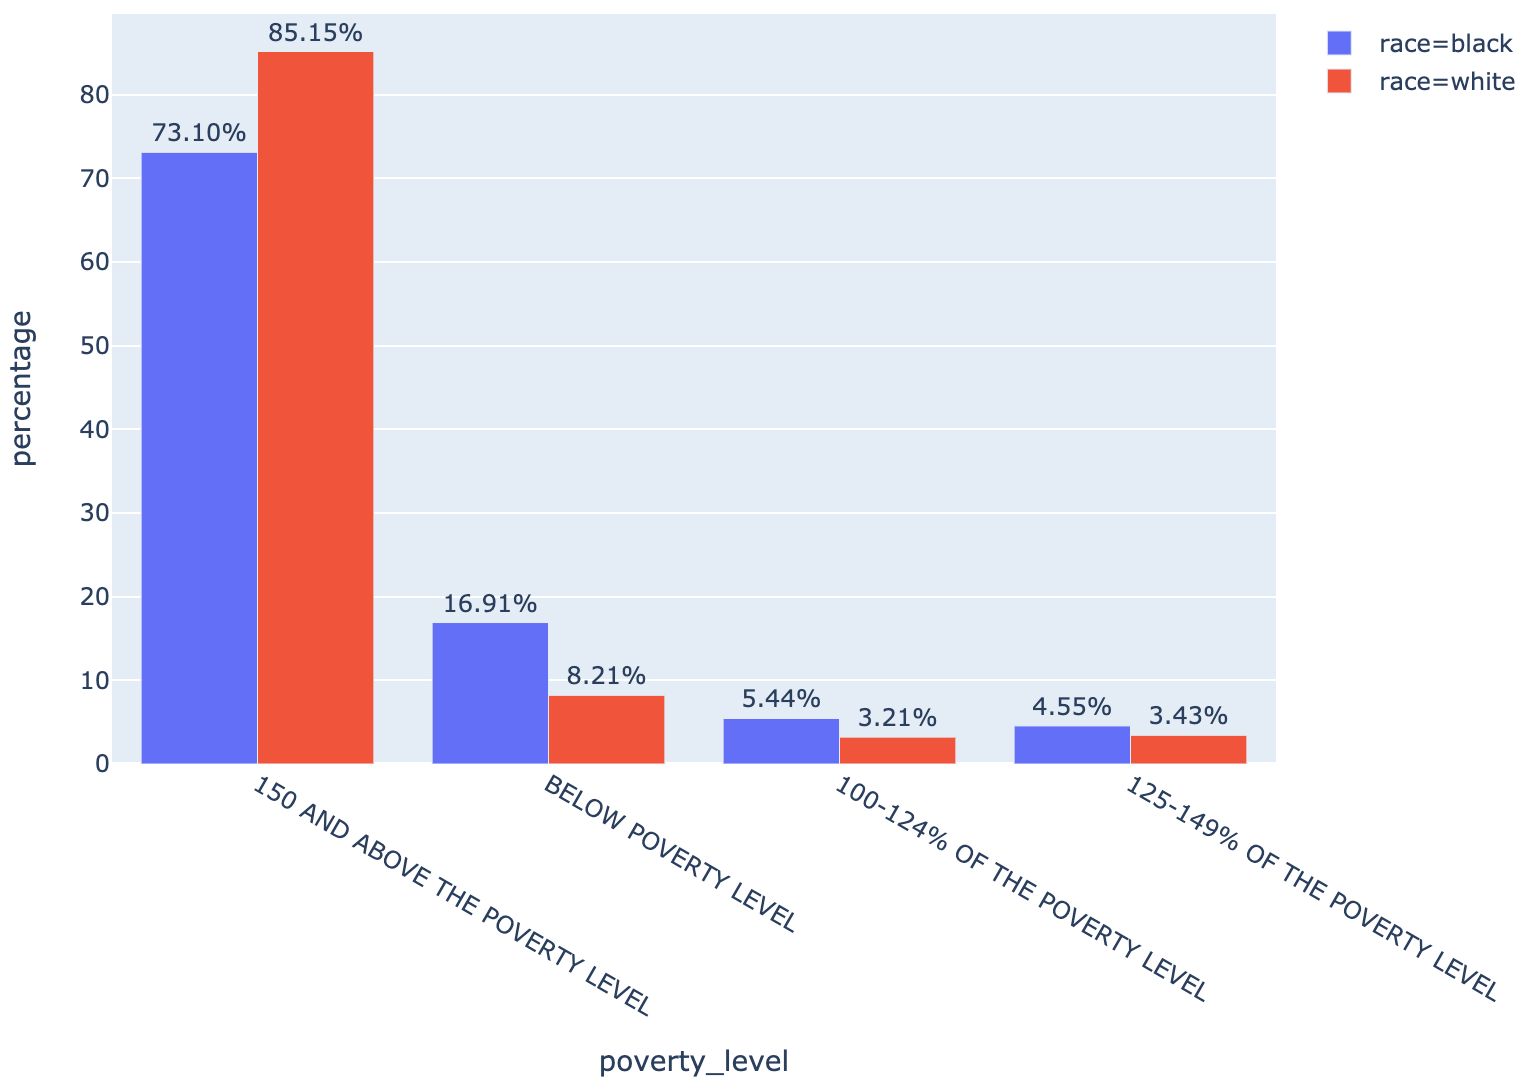 85.15%
race=black
race=white
80
73.10%
70
60
50
percentage
40
30
20
16.91%
10
8.21%
5.44%
3.21%
4.55%
3.43%
0
150 AND ABOVE THE POVERTY LEVEL
BELOW POVERTY LEVEL
100-124% OF THE POVERTY LEVEL
125-149% OF THE POVERTY LEVEL
poverty_level